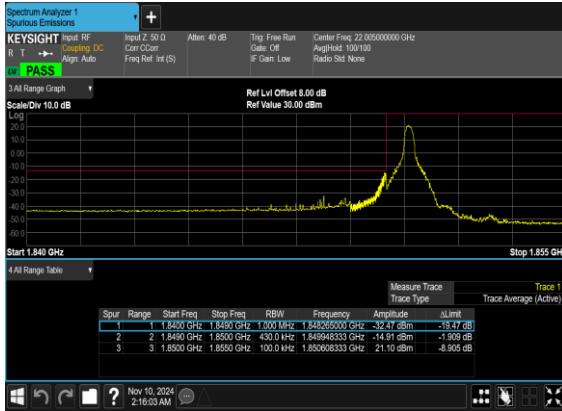 Spectrum Analyzer 1
Spurious Emissions
KEYSIGHT Input: RF Input Z: 50 Ω Atten: 40 dB Trig: Free Run Center Freq: 22.005000000 GHz
R T Coupling: DC Corr CCorr Gate: Off Avg|Hold: 100/100
Align: Auto Freq Ref: Int (S) IF Gain: Low Radio Std: None
PASS
3 All Range Graph
Ref Lvl Offset 8.00 dB
Scale/Div 10.0 dB Ref Value 30.00 dBm
Log
20.0
10.0
0.00
-10.0
-20.0
-30.0
-40.0
-50.0
-60.0
Start 1.840 GHz Stop 1.855 GH
4 All Range Table
Measure Trace Trace 1
Trace Type Trace Average (Active)
Spur Range Start Freq Stop Freq RBW Frequency Amplitude ΔLimit
1 1 1.8400 GHz 1.8490 GHz 1.000 MHz 1.848265000 GHz -32.47 dBm -19.47 dB
2 2 1.8490 GHz 1.8500 GHz 430.0 kHz 1.849948333 GHz -14.91 dBm -1.909 dB
3 3 1.8500 GHz 1.8550 GHz 100.0 kHz 1.850608333 GHz 21.10 dBm -8.905 dB
Nov 10, 2024
2:16:03 AM